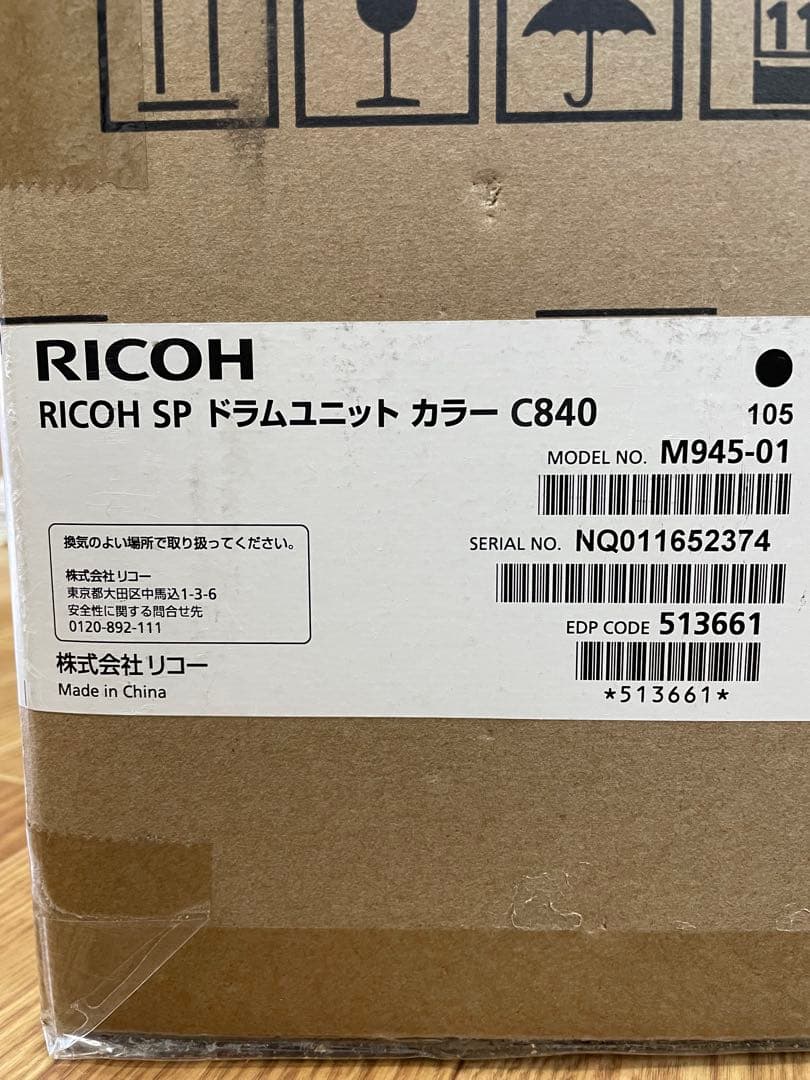 11
RICOH
RICOH SP ドラムユニット カラー C840
105
MODEL NO. M945-01
SERIAL NO. NQ011652374
EDP CODE 513661
*513661*
換気のよい場所で取り扱ってください。
株式会社リコー
東京都大田区中馬込1-3-6
安全性に関する問合せ先
0120-892-111
株式会社リコー
Made in China